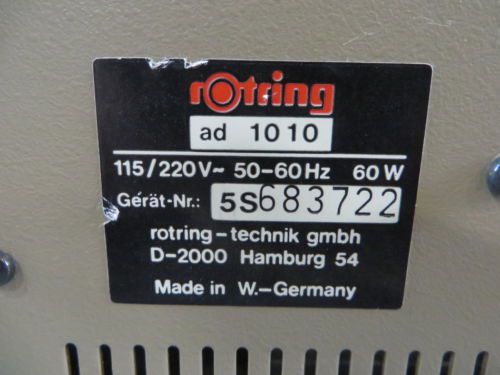 rotring
ad 1010
115/220V~ 50-60Hz 60W
Gerät-Nr.: 5S683722
rotring-technik gmbh
D-2000 Hamburg 54
Made in W.-Germany